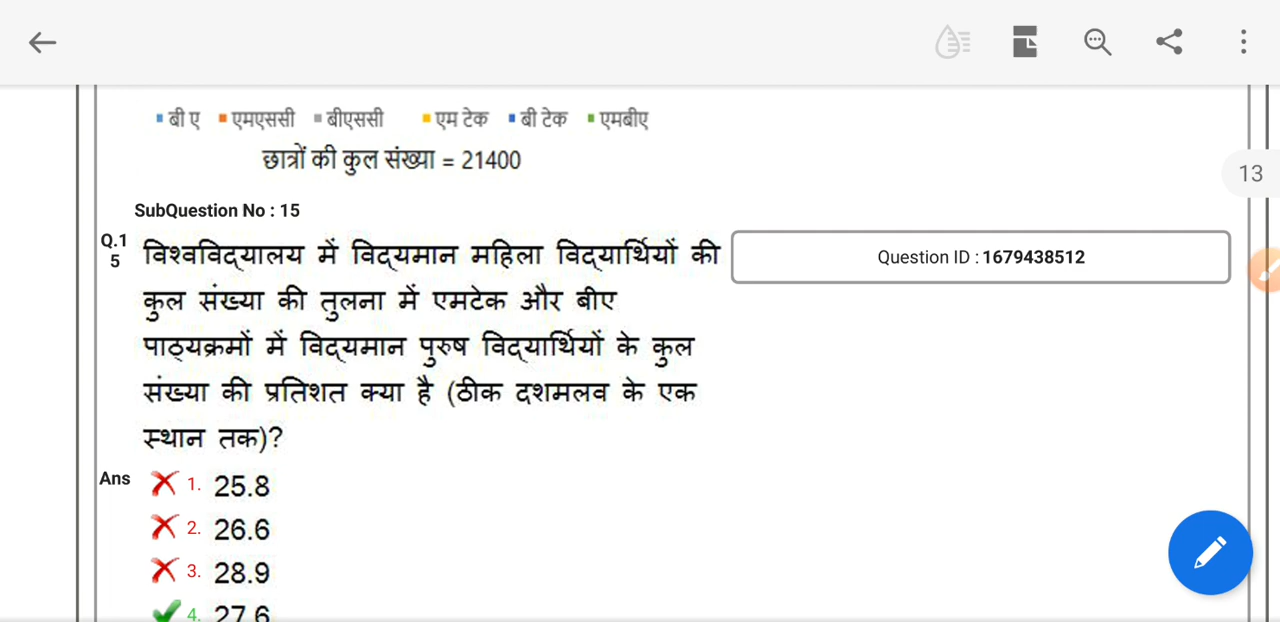 13
बी ए एमएससी बीएससी एम टेक बी टेक एमबीए
छात्रों की कुल संख्या = 21400
SubQuestion No : 15
Q.1
5
विश्वविद्यालय में विद्यमान महिला विद्यार्थियों की
कुल संख्या की तुलना में एमटेक और बीए
पाठ्यक्रमों में विद्यमान पुरुष विद्यार्थियों के कुल
संख्या की प्रतिशत क्या है (ठीक दशमलव के एक
स्थान तक)?
Question ID : 1679438512
Ans
1. 25.8
2. 26.6
3. 28.9
4. 27.6